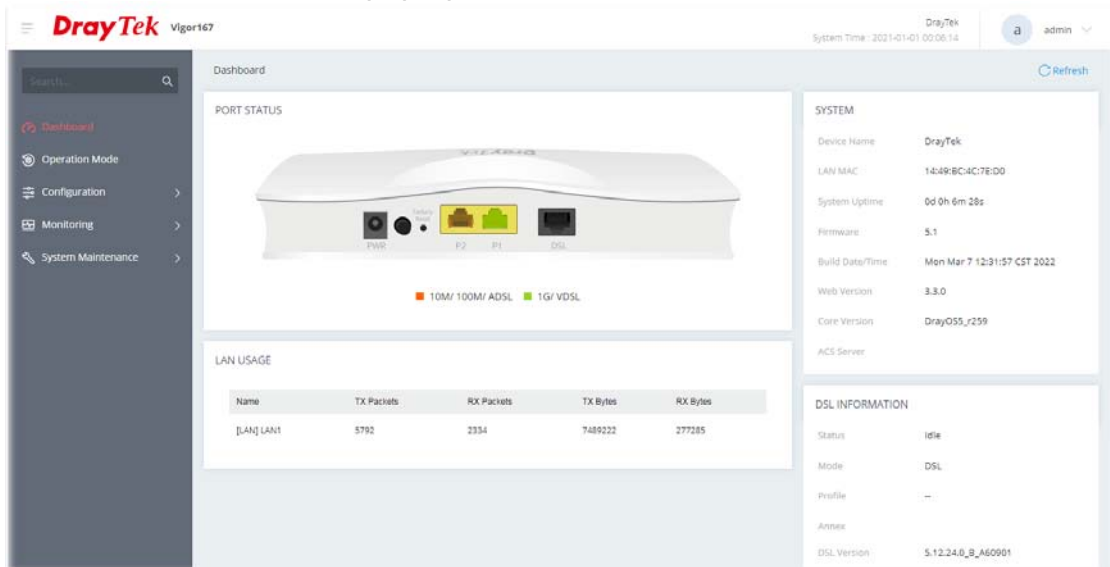 DrayTek Vigor167
DrayTek
System Time : 2021-01-01 00:06:14
a admin
Search...
Dashboard
Operation Mode
Configuration
Monitoring
System Maintenance
Dashboard
Refresh
PORT STATUS
Factory Reset
PWR P2 P1 DSL
10M/ 100M/ ADSL 1G/ VDSL
LAN USAGE
Name TX Packets RX Packets TX Bytes RX Bytes
[LAN] LAN1 5792 2334 7489222 277285
SYSTEM
Device Name DrayTek
LAN MAC 14:49:BC:4C:7E:D0
System Uptime 0d 0h 6m 28s
Firmware 5.1
Build Date/Time Mon Mar 7 12:31:57 CST 2022
Web Version 3.3.0
Core Version DrayOS5_r259
ACS Server
DSL INFORMATION
Status Idle
Mode DSL
Profile --
Annex
DSL Version 5.12.24.0_B_A60901